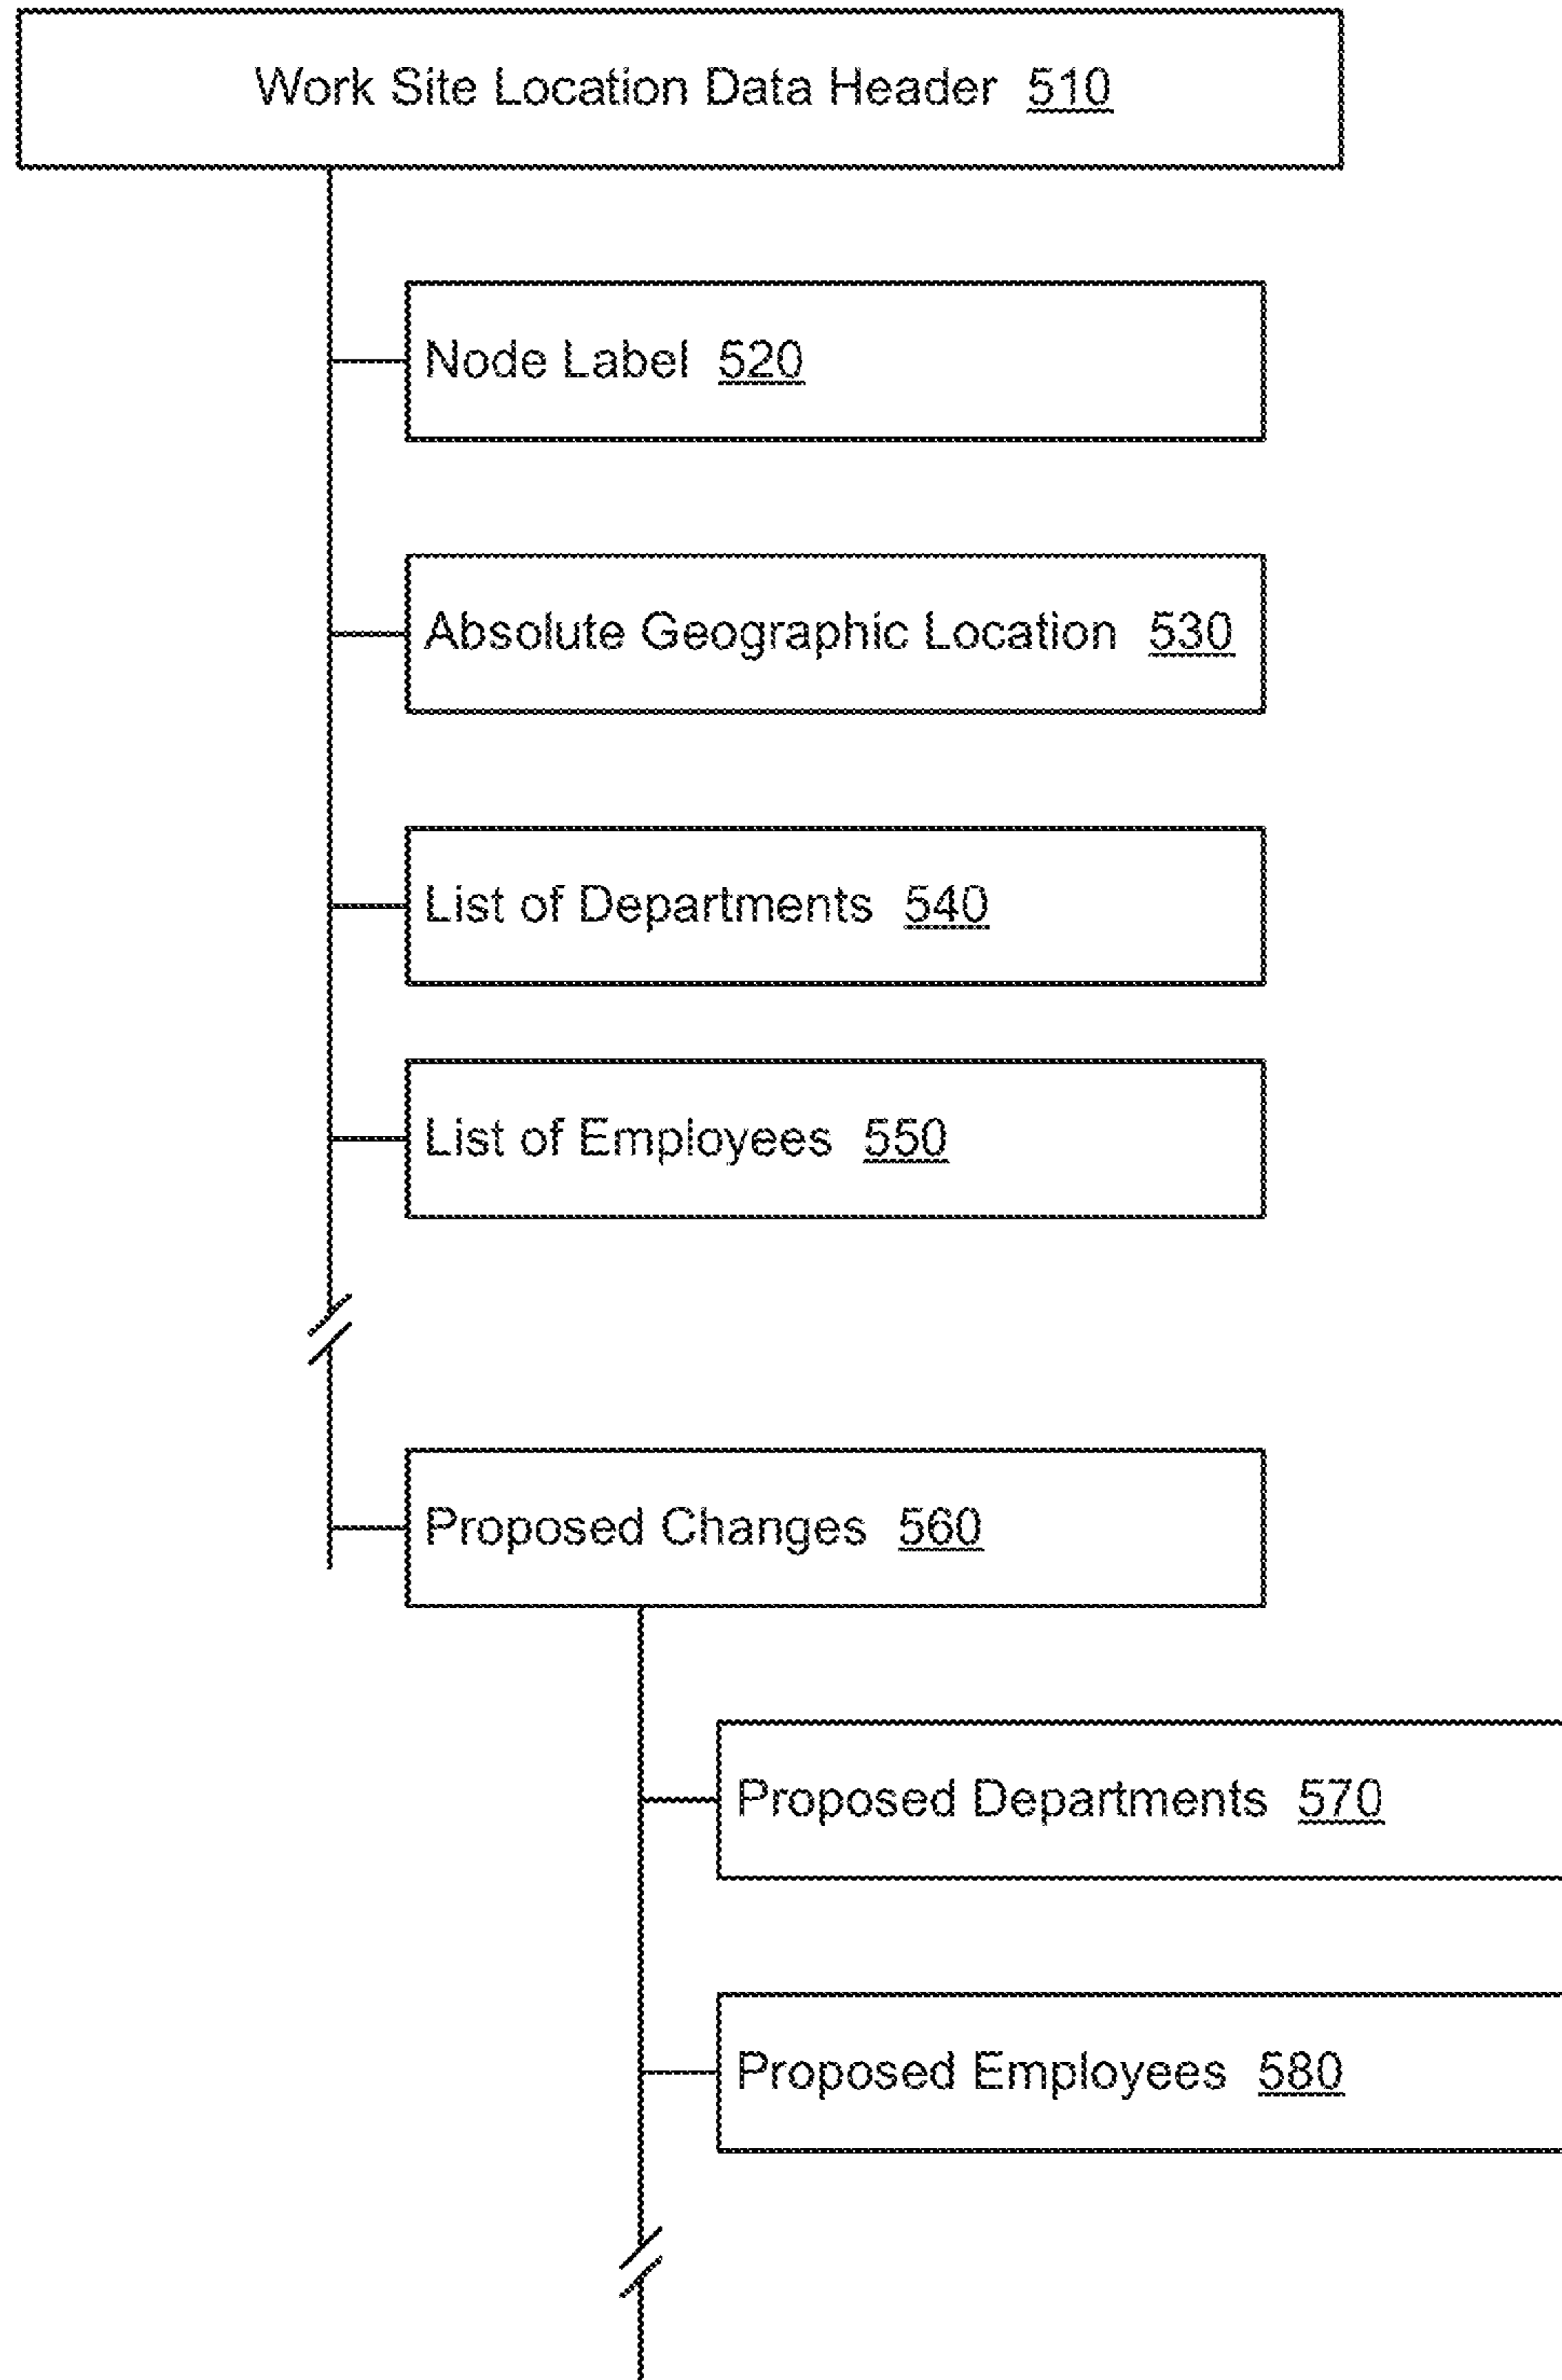 Work Site Location Data Header 510
Node Label 520
Absolute Geographic Location 530
List of Departments 540
List of Employees 550
Proposed Changes 560
Proposed Departments 570
Proposed Employees 580